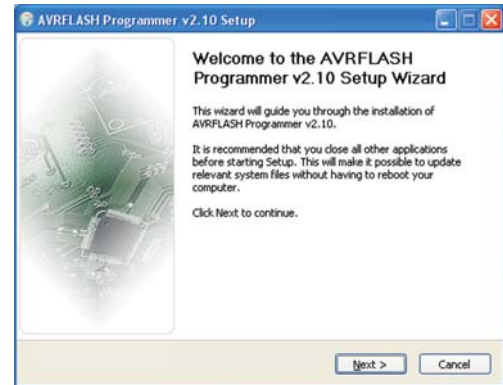 AVRFLASH Programmer v2.10 Setup
Welcome to the AVRFLASH
Programmer v2.10 Setup Wizard
This wizard will guide you through the installation of
AVRFLASH Programmer v2.10.
It is recommended that you close all other applications
before starting Setup. This will make it possible to update
relevant system files without having to reboot your
computer.
Click Next to continue.
Next >
Cancel